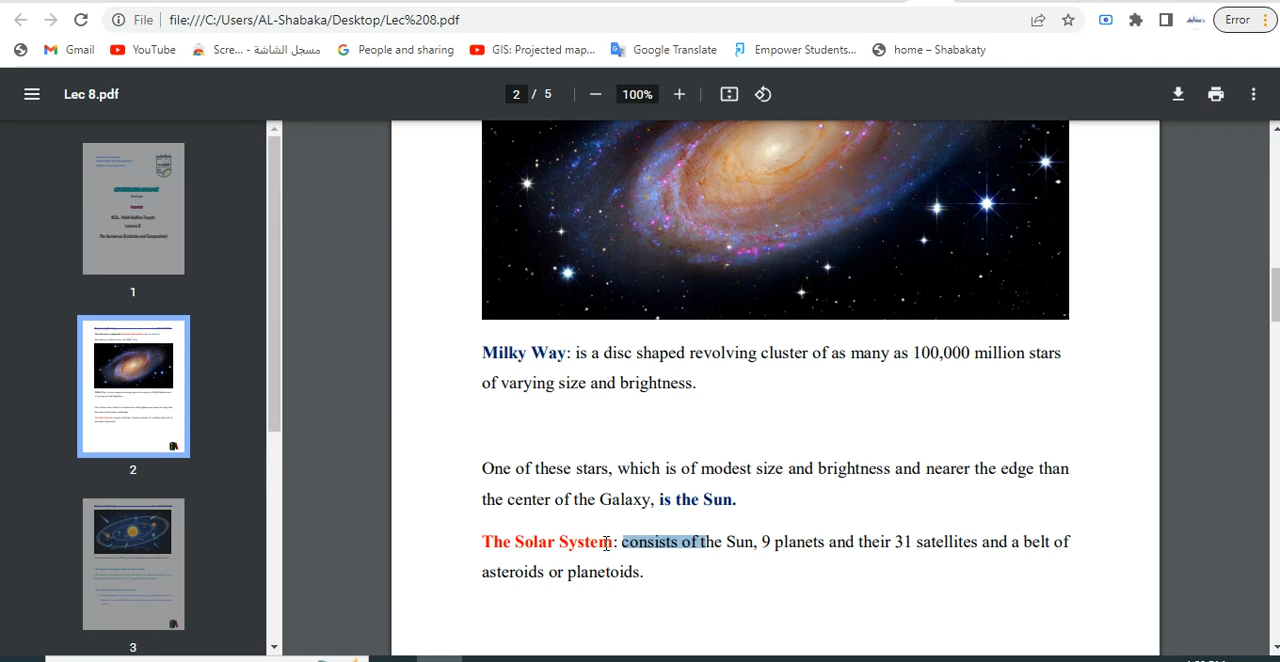 File file:///C:/Users/AL-Shabaka/Desktop/Lec%208.pdf Error
Gmail YouTube Scre... - مسجل الشاشة People and sharing GIS: Projected map... Google Translate Empower Students... home – Shabakaty
Lec 8.pdf 2 / 5 100%
1
2
3
Milky Way: is a disc shaped revolving cluster of as many as 100,000 million stars
of varying size and brightness.
One of these stars, which is of modest size and brightness and nearer the edge than
the center of the Galaxy, is the Sun.
The Solar System: consists of the Sun, 9 planets and their 31 satellites and a belt of
asteroids or planetoids.